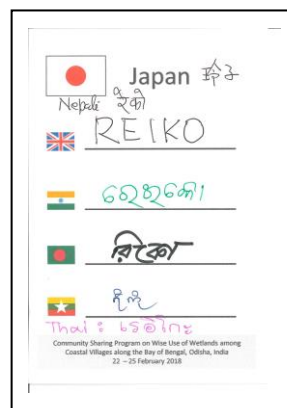 Japan 玲子
Nepali रैको
REIKO
ରେଇକୋ
রিকো
Thai : เรอิโกะ
Community Sharing Program on Wise Use of Wetlands among
Coastal Villages along the Bay of Bengal, Odisha, India
22 – 25 February 2018